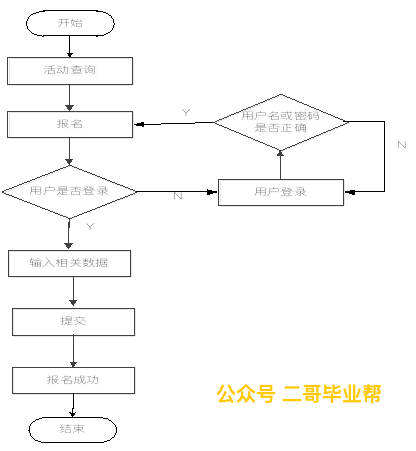 开始
活动查询
报名
Y
用户名或密码
是否正确
N
用户是否登录
N
用户登录
Y
输入相关数据
提交
报名成功
结束
公众号 二哥毕业帮